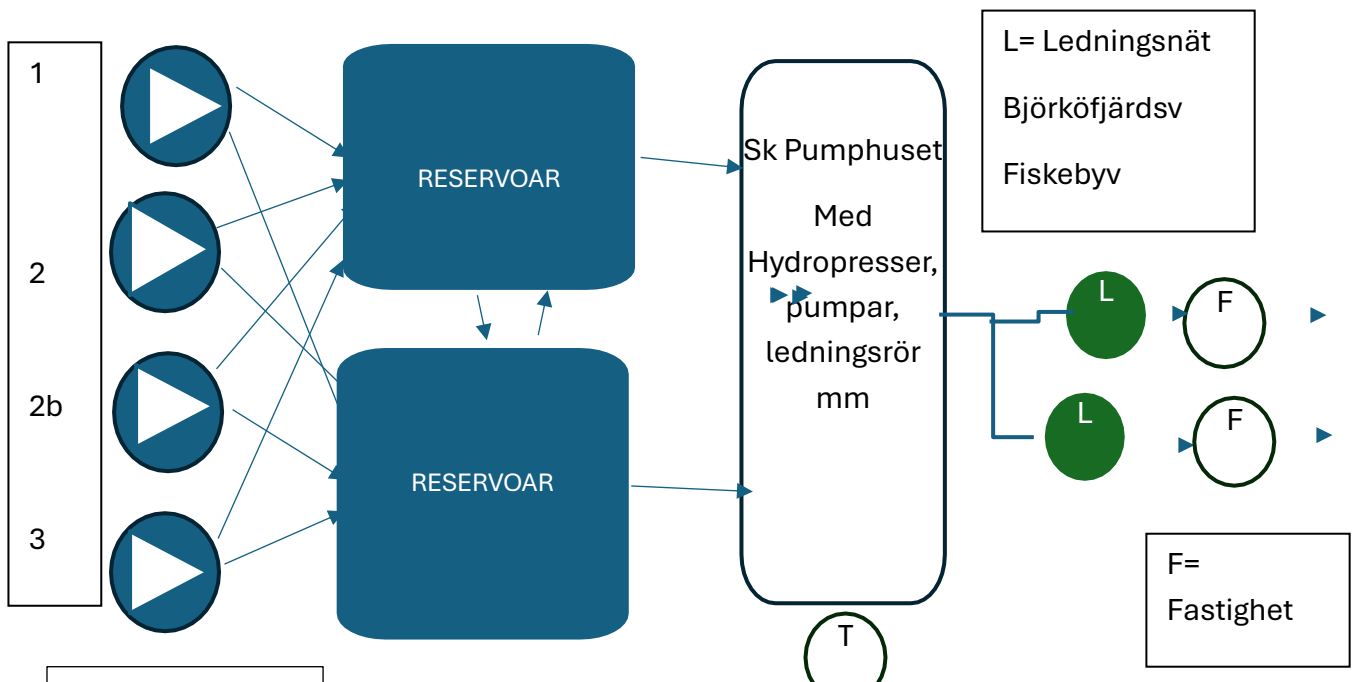 1
2
2b
3
RESERVOAR
RESERVOAR
Sk Pumphuset
Med
Hydropresser,
pumpar,
ledningsrör
mm
T
L= Ledningsnät
Björköfjärdsv
Fiskebyv
L
F
L
F
F=
Fastighet